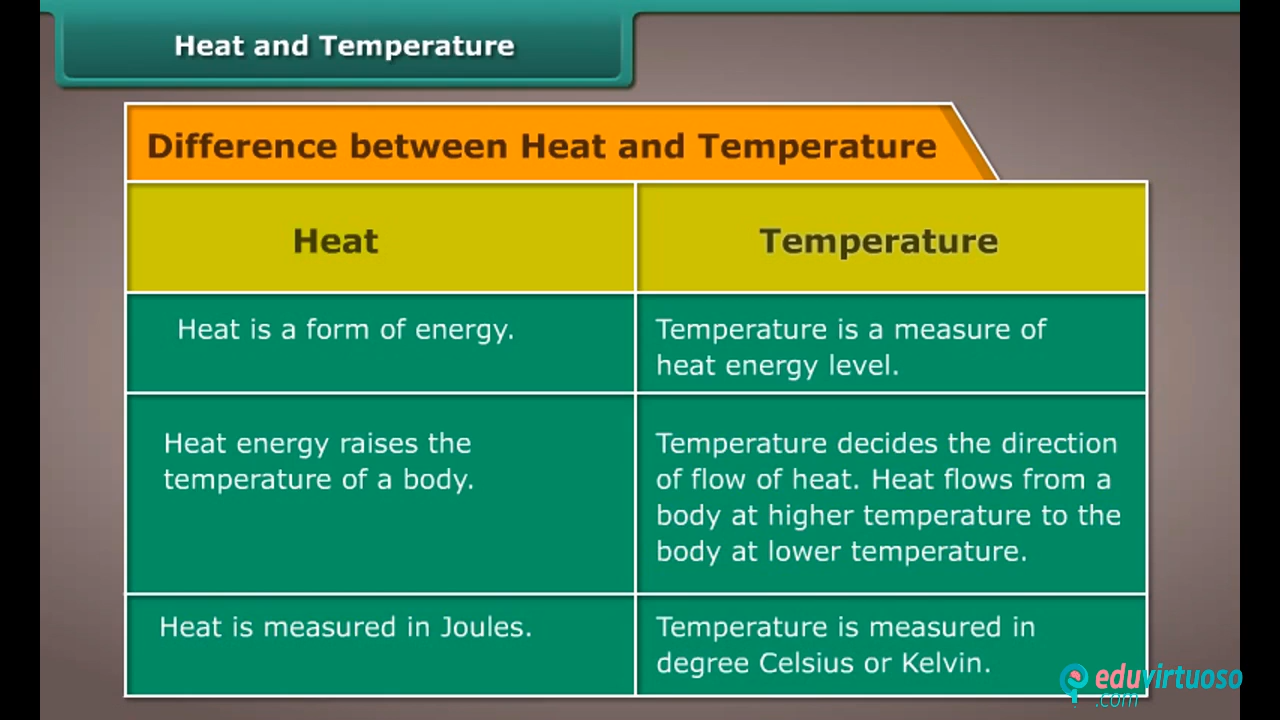 Heat and Temperature
Difference between Heat and Temperature
Heat
Temperature
Heat is a form of energy.
Temperature is a measure of
heat energy level.
Heat energy raises the
temperature of a body.
Temperature decides the direction
of flow of heat. Heat flows from a
body at higher temperature to the
body at lower temperature.
Heat is measured in Joules.
Temperature is measured in
degree Celsius or Kelvin.
eduvirtuoso
.com